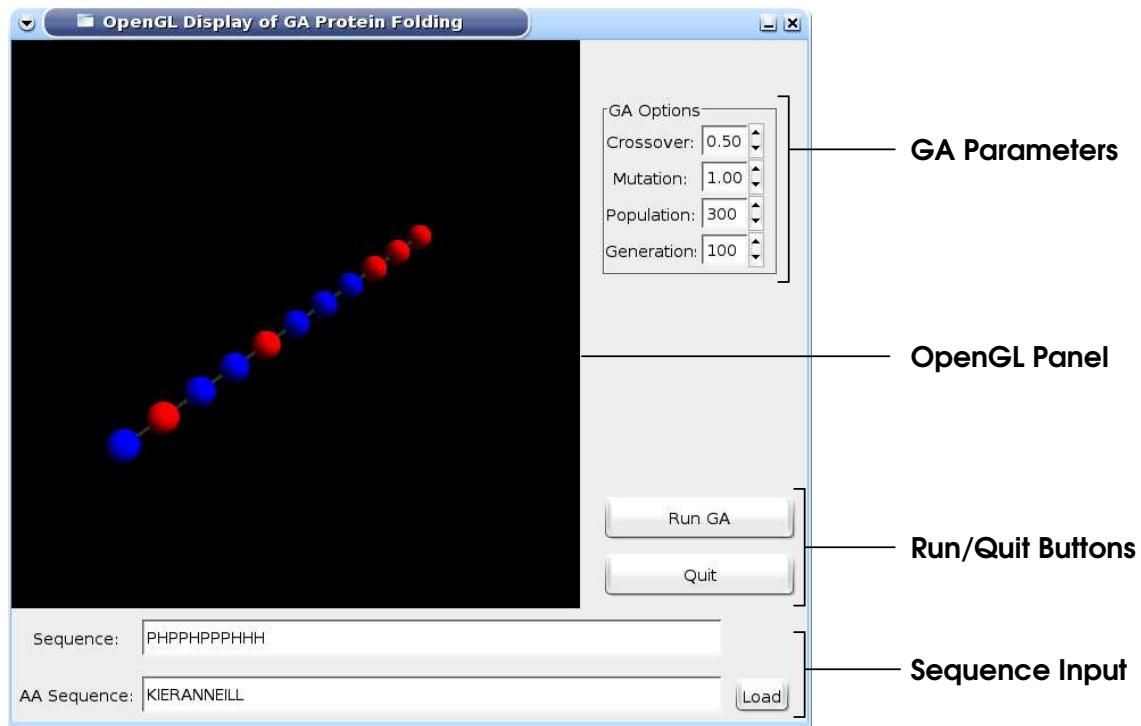 OpenGL Display of GA Protein Folding
GA Options
Crossover: 0.50
Mutation: 1.00
Population: 300
Generation: 100
GA Parameters
OpenGL Panel
Run GA
Quit
Run/Quit Buttons
Sequence: PHPPHPPPHHH
AA Sequence: KIERANNEILL
Load
Sequence Input